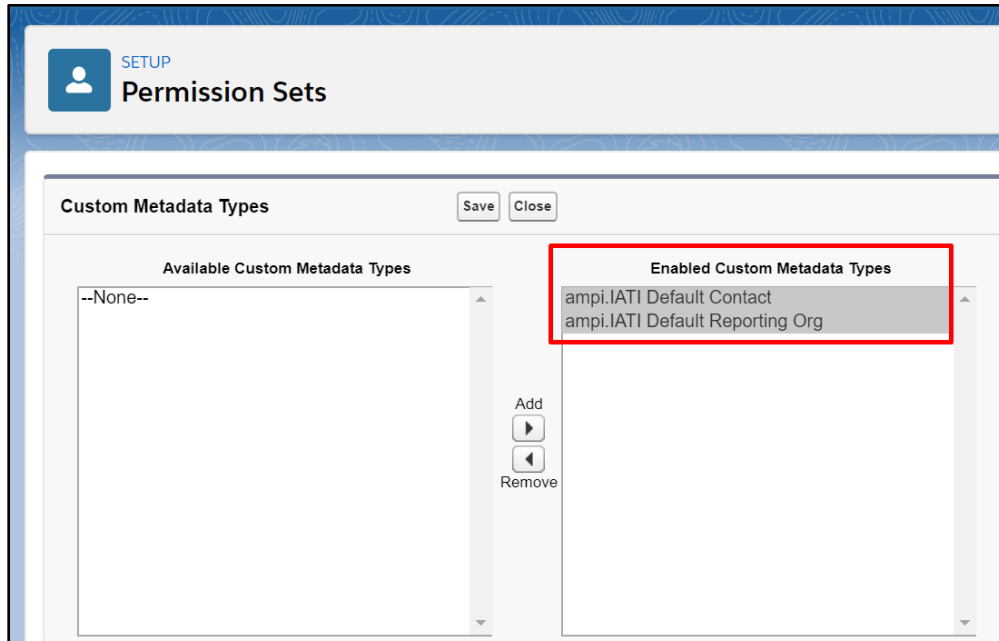 SETUP
Permission Sets
Custom Metadata Types
Save
Close
Available Custom Metadata Types
--None--
Add
Remove
Enabled Custom Metadata Types
ampi.IATI Default Contact
ampi.IATI Default Reporting Org